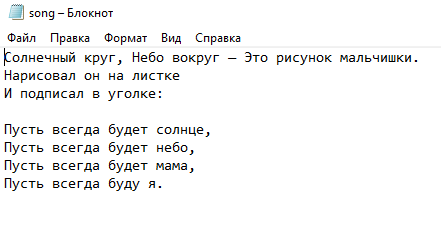 song – Блокнот
Файл Правка Формат Вид Справка
Солнечный круг, Небо вокруг — Это рисунок мальчишки.
Нарисовал он на листке
И подписал в уголке:

Пусть всегда будет солнце,
Пусть всегда будет небо,
Пусть всегда будет мама,
Пусть всегда буду я.